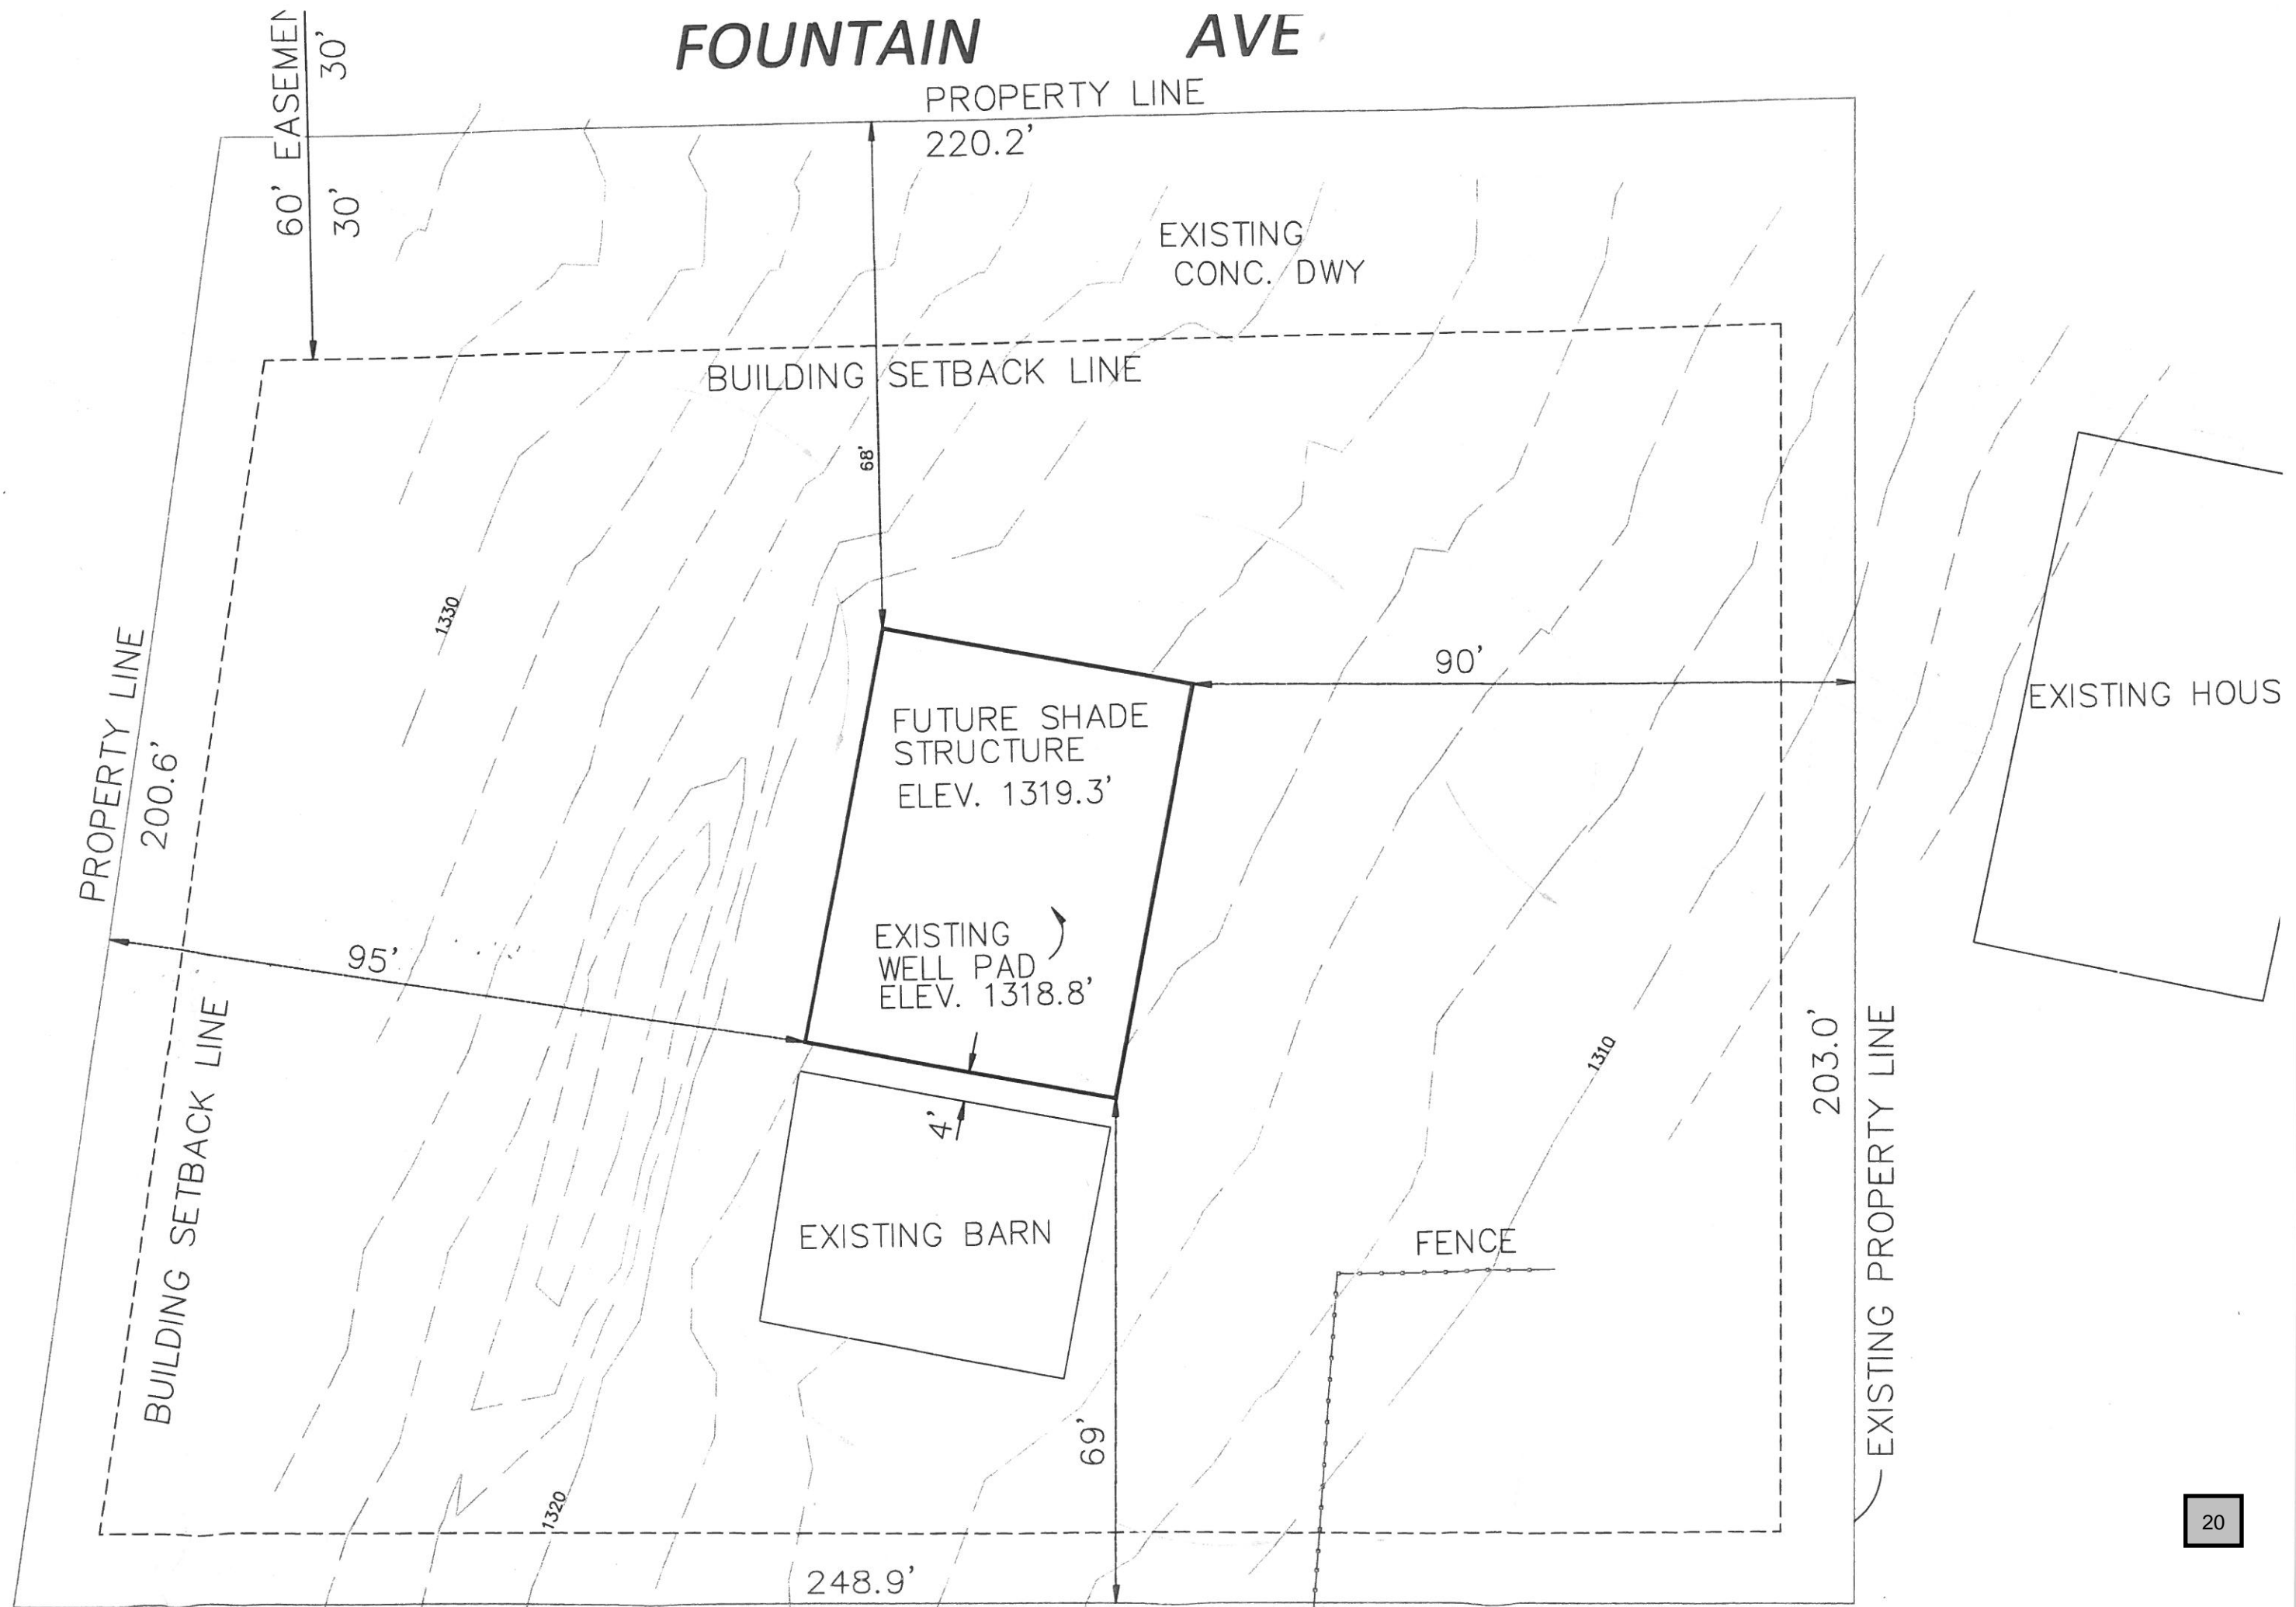 FOUNTAIN AVE
60' EASEMEN
30'
30'
PROPERTY LINE
220.2'
EXISTING
CONC. DWY
BUILDING SETBACK LINE
68'
1330
PROPERTY LINE
200.6'
90'
EXISTING HOUS
FUTURE SHADE
STRUCTURE
ELEV. 1319.3'
EXISTING
WELL PAD
ELEV. 1318.8'
95'
BUILDING SETBACK LINE
4'
1310
203.0'
EXISTING PROPERTY LINE
EXISTING BARN
FENCE
69'
1320
248.9'
20